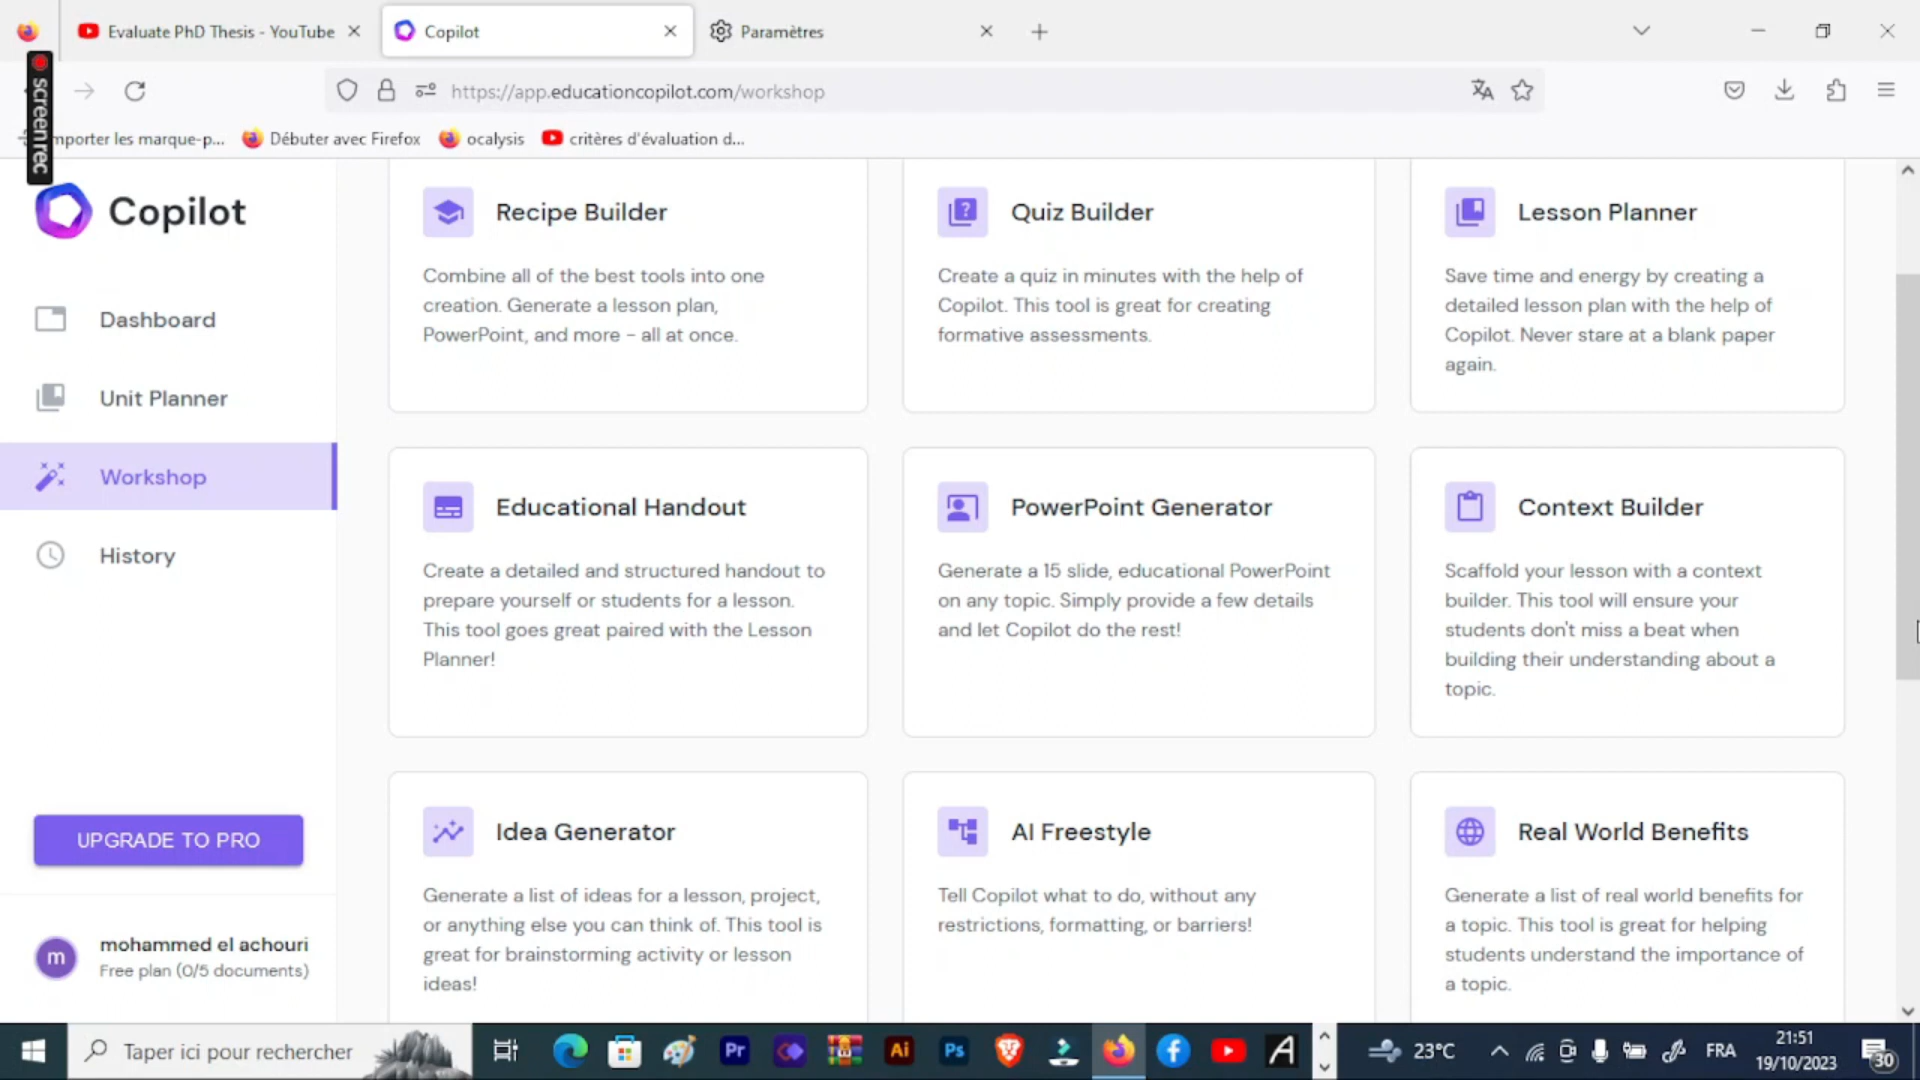 Evaluate PhD Thesis - YouTube
Copilot
Paramètres
https://app.educationcopilot.com/workshop
screenrec
mporter les marque-p...
Débuter avec Firefox
ocalysis
critères d'évaluation d...
Copilot
Dashboard
Unit Planner
Workshop
History
UPGRADE TO PRO
m
mohammed el achouri
Free plan (0/5 documents)
Recipe Builder
Combine all of the best tools into one
creation. Generate a lesson plan,
PowerPoint, and more - all at once.
Quiz Builder
Create a quiz in minutes with the help of
Copilot. This tool is great for creating
formative assessments.
Lesson Planner
Save time and energy by creating a
detailed lesson plan with the help of
Copilot. Never stare at a blank paper
again.
Educational Handout
Create a detailed and structured handout to
prepare yourself or students for a lesson.
This tool goes great paired with the Lesson
Planner!
PowerPoint Generator
Generate a 15 slide, educational PowerPoint
on any topic. Simply provide a few details
and let Copilot do the rest!
Context Builder
Scaffold your lesson with a context
builder. This tool will ensure your
students don't miss a beat when
building their understanding about a
topic.
Idea Generator
Generate a list of ideas for a lesson, project,
or anything else you can think of. This tool is
great for brainstorming activity or lesson
ideas!
AI Freestyle
Tell Copilot what to do, without any
restrictions, formatting, or barriers!
Real World Benefits
Generate a list of real world benefits for
a topic. This tool is great for helping
students understand the importance of
a topic.
Taper ici pour rechercher
Pr
Ai
Ps
23°C
FRA
21:51
19/10/2023
30